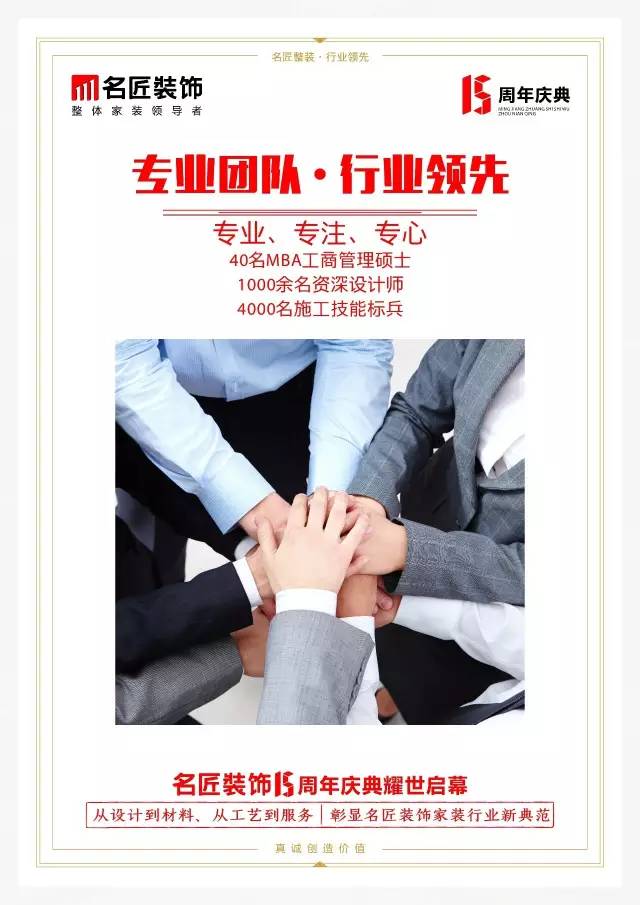 名匠整装·行业领先
名匠装饰
整体家装领导者
15周年庆典
MING JIANG ZHUANG SHI SHI WU
ZHOU NIAN QING
专业团队·行业领先
专业、专注、专心
40名MBA工商管理硕士
1000余名资深设计师
4000名施工技能标兵
名匠装饰15周年庆典耀世启幕
从设计到材料、从工艺到服务|彰显名匠装饰家装行业新典范
真诚创造价值